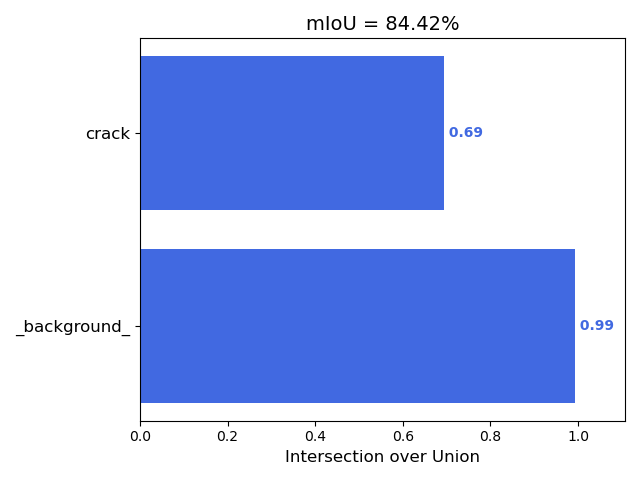 mIoU = 84.42%
crack
0.69
_background_
0.99
0.0 0.2 0.4 0.6 0.8 1.0
Intersection over Union